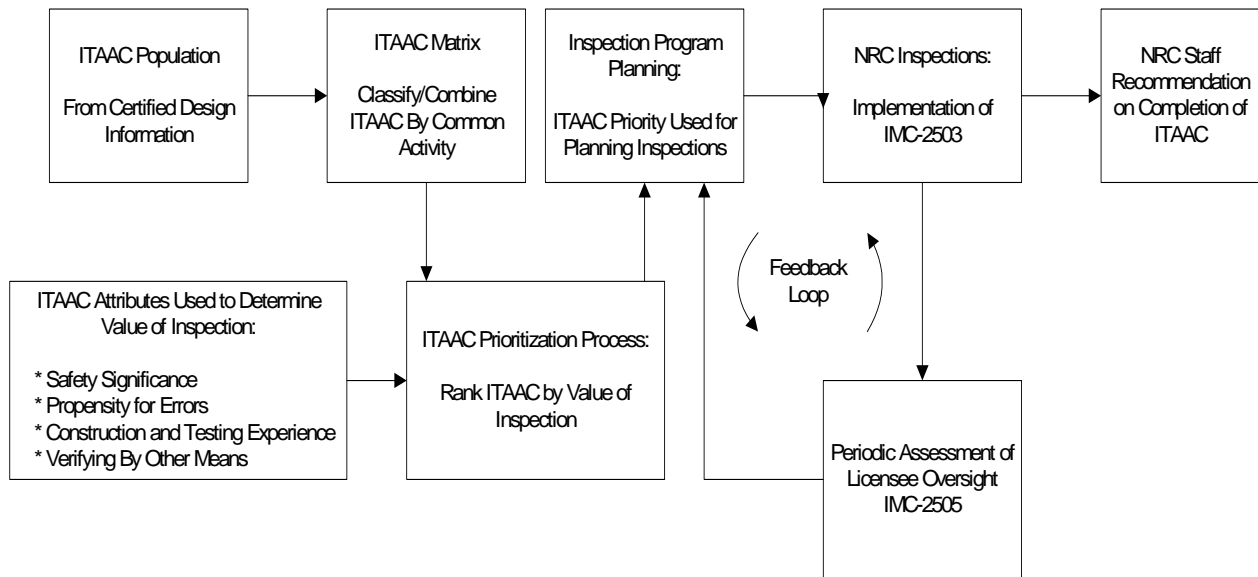 ITAAC Population
From Certified Design
Information
ITAAC Matrix
Classify/Combine
ITAAC By Common
Activity
Inspection Program
Planning:
ITAAC Priority Used for
Planning Inspections
NRC Inspections:
Implementation of
IMC-2503
NRC Staff
Recommendation
on Completion of
ITAAC
ITAAC Attributes Used to Determine
Value of Inspection:
* Safety Significance
* Propensity for Errors
* Construction and Testing Experience
* Verifying By Other Means
ITAAC Prioritization Process:
Rank ITAAC by Value of
Inspection
Feedback
Loop
Periodic Assessment of
Licensee Oversight
IMC-2505